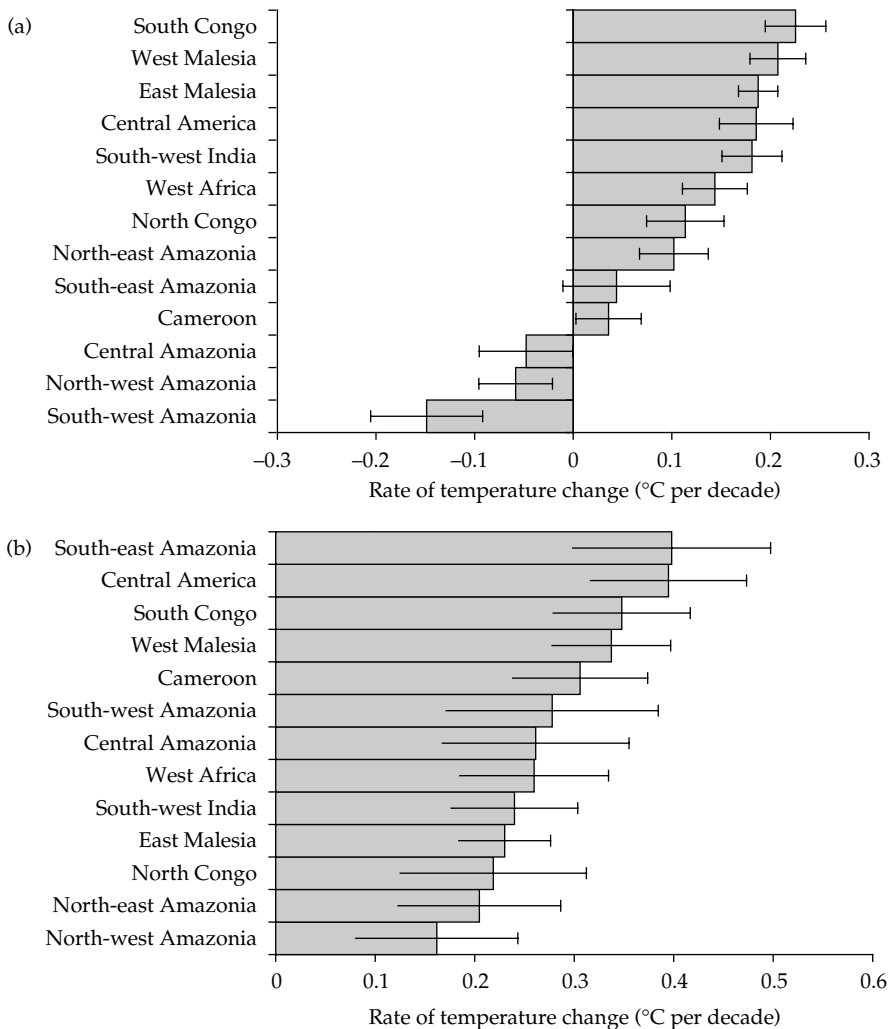 (a)
South Congo
West Malesia
East Malesia
Central America
South-west India
West Africa
North Congo
North-east Amazonia
South-east Amazonia
Cameroon
Central Amazonia
North-west Amazonia
South-west Amazonia
–0.3 –0.2 –0.1 0 0.1 0.2 0.3
Rate of temperature change (°C per decade)
(b)
South-east Amazonia
Central America
South Congo
West Malesia
Cameroon
South-west Amazonia
Central Amazonia
West Africa
South-west India
East Malesia
North Congo
North-east Amazonia
North-west Amazonia
0 0.1 0.2 0.3 0.4 0.5 0.6
Rate of temperature change (°C per decade)